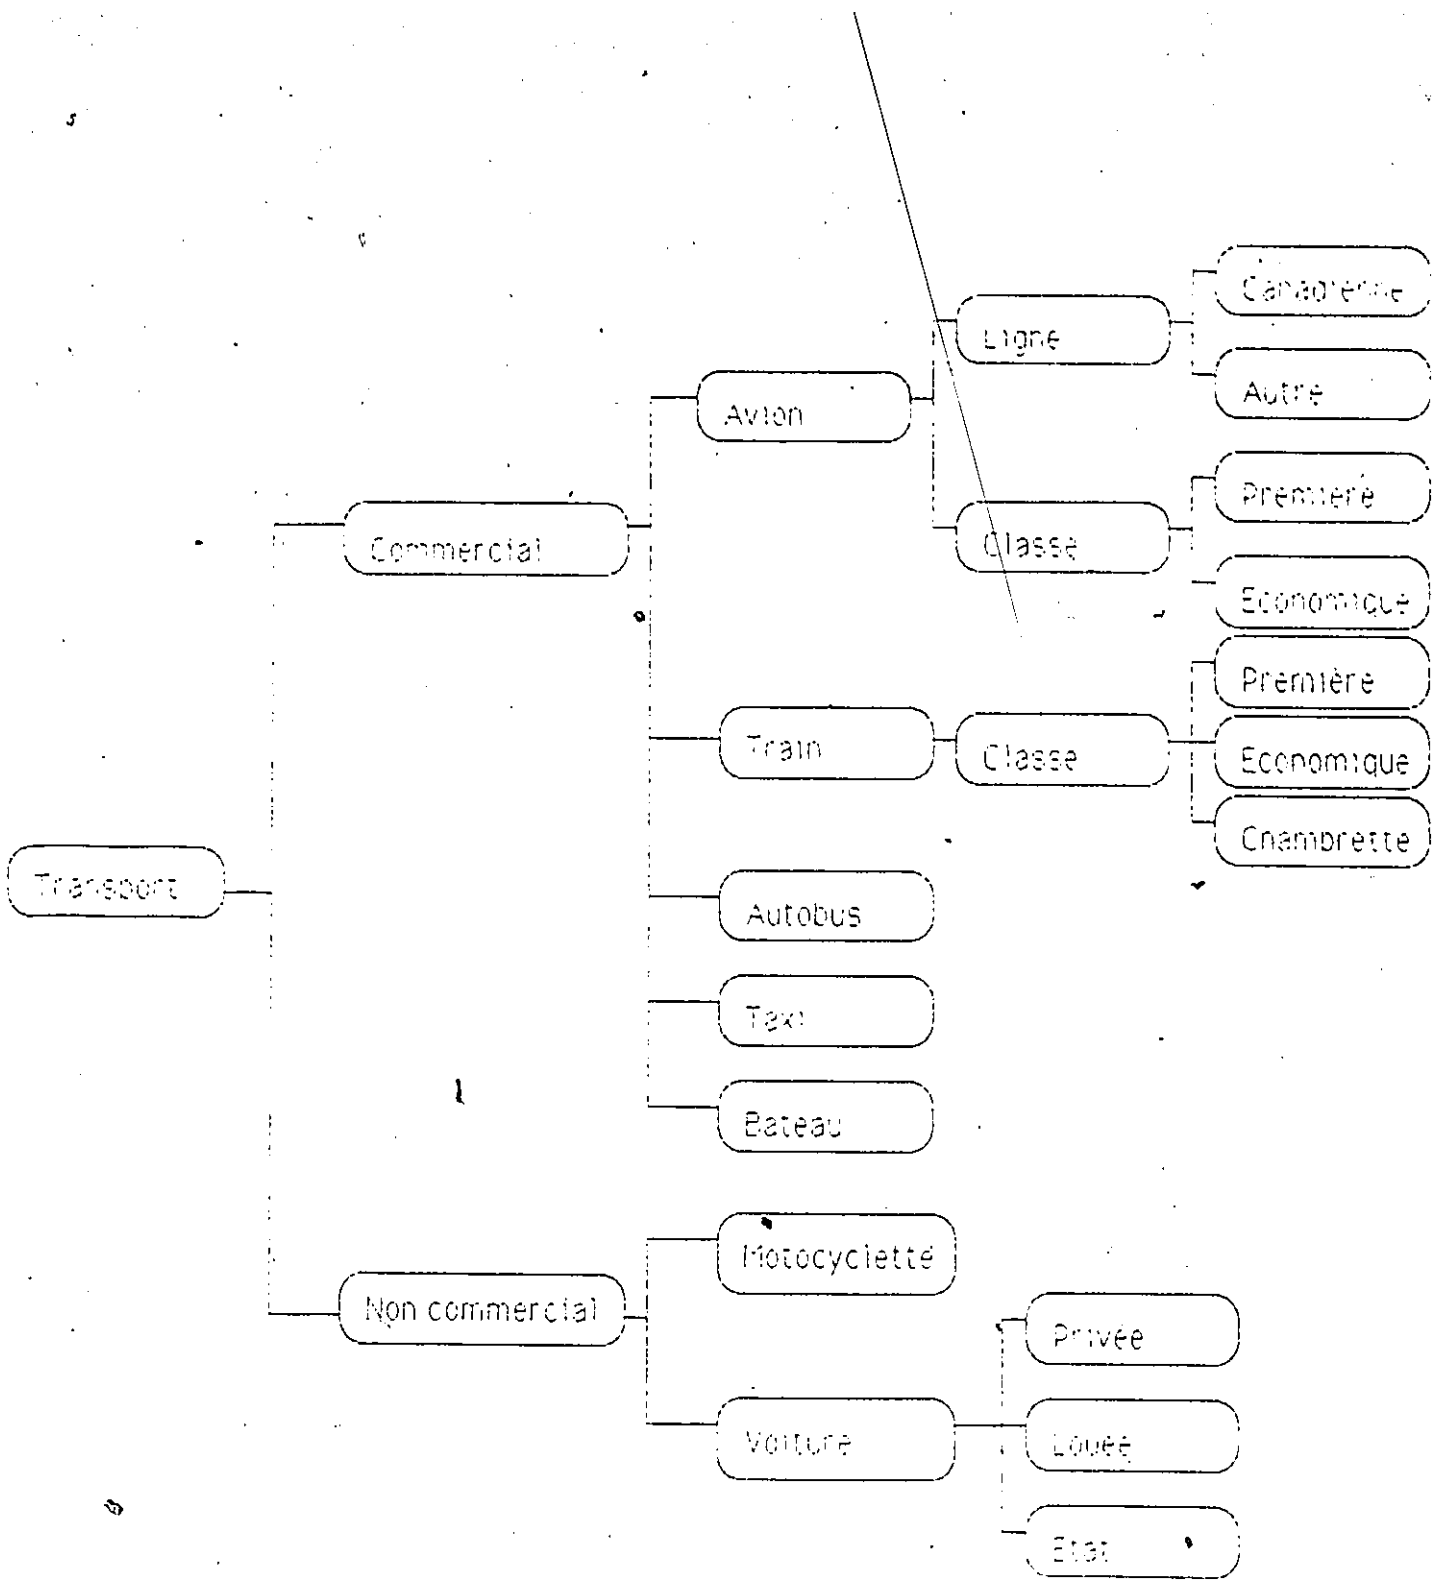 Canadienne
Ligne
Autre
Avion
Première
Commercial
Classe
Economique
Première
Train
Classe
Economique
Chambrette
Transport
Autobus
Taxi
Bateau
Motocyclette
Non commercial
Privée
Voiture
Louée
Etat